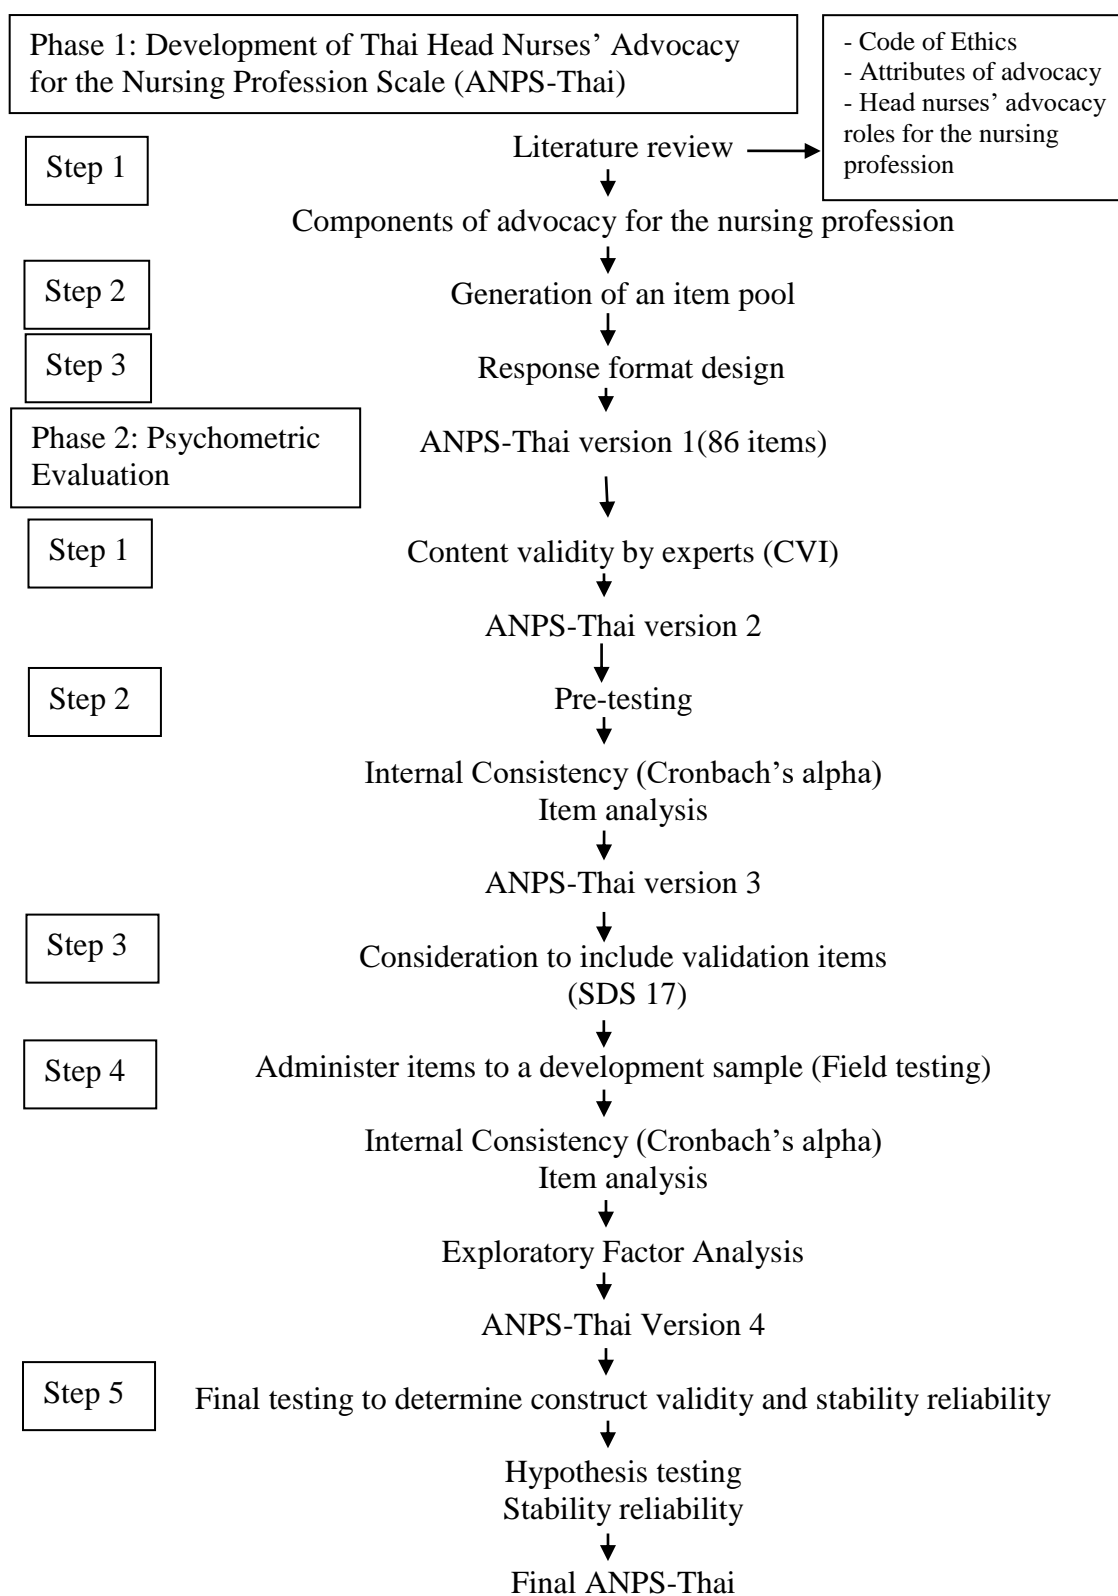 Phase 1: Development of Thai Head Nurses’ Advocacy
for the Nursing Profession Scale (ANPS-Thai)
- Code of Ethics
- Attributes of advocacy
- Head nurses’ advocacy
roles for the nursing
profession
Step 1
Literature review
Components of advocacy for the nursing profession
Step 2
Generation of an item pool
Step 3
Response format design
Phase 2: Psychometric
Evaluation
ANPS-Thai version 1(86 items)
Step 1
Content validity by experts (CVI)
ANPS-Thai version 2
Step 2
Pre-testing
Internal Consistency (Cronbach’s alpha)
Item analysis
ANPS-Thai version 3
Step 3
Consideration to include validation items
(SDS 17)
Step 4
Administer items to a development sample (Field testing)
Internal Consistency (Cronbach’s alpha)
Item analysis
Exploratory Factor Analysis
ANPS-Thai Version 4
Step 5
Final testing to determine construct validity and stability reliability
Hypothesis testing
Stability reliability
Final ANPS-Thai